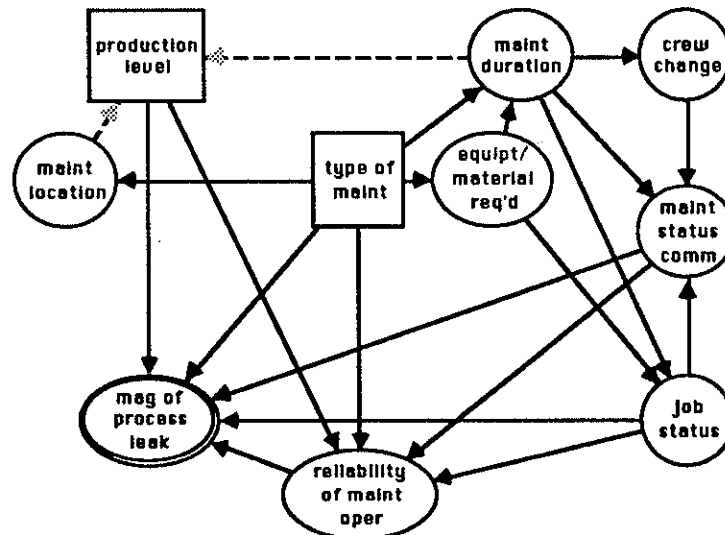 production
level
maint
duration
crew
change
maint
location
type of
maint
equipt/
material
req'd
maint
status
comm
mag of
process
leak
reliability
of maint
oper
job
status